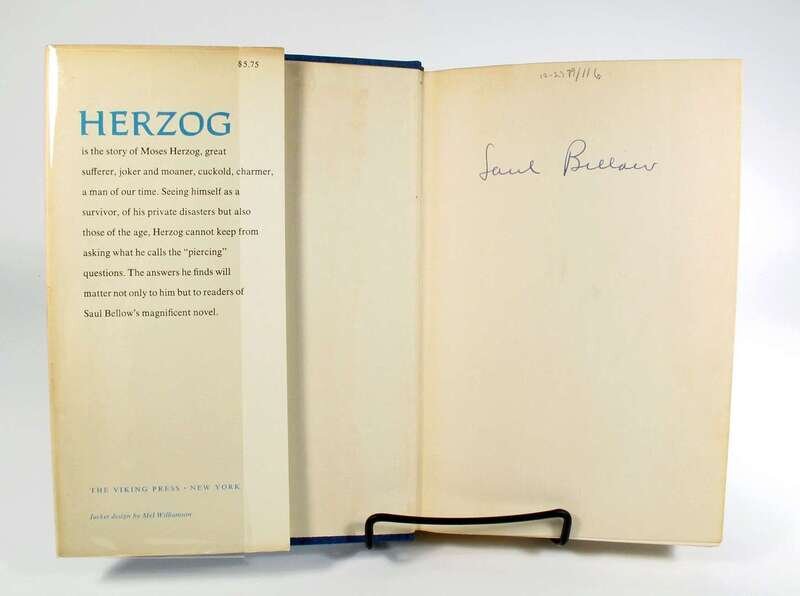 $5.75
HERZOG
is the story of Moses Herzog, great
sufferer, joker and moaner, cuckold, charmer,
a man of our time. Seeing himself as a
survivor, of his private disasters but also
those of the age, Herzog cannot keep from
asking what he calls the “piercing”
questions. The answers he finds will
matter not only to him but to readers of
Saul Bellow's magnificent novel.
THE VIKING PRESS · NEW YORK
Jacket design by Mel Williamson
Saul Bellow